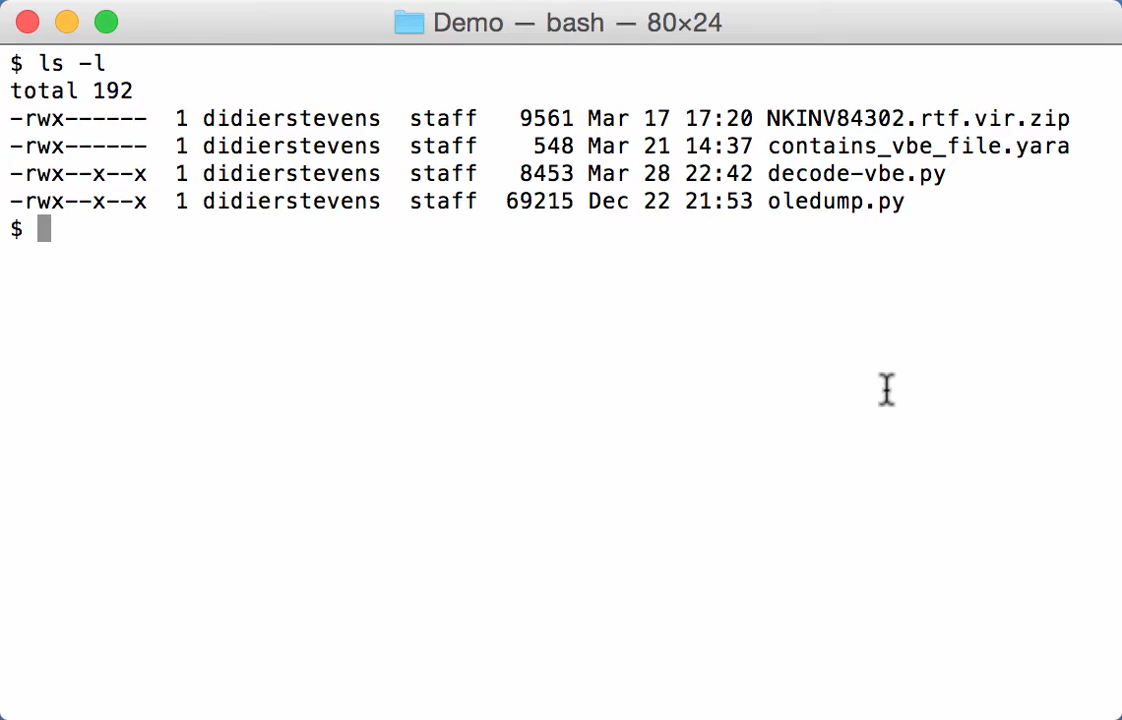 Demo — bash — 80×24
$ ls -l
total 192
-rwx------  1 didierstevens  staff   9561 Mar 17 17:20 NKINV84302.rtf.vir.zip
-rwx------  1 didierstevens  staff    548 Mar 21 14:37 contains_vbe_file.yara
-rwx--x--x  1 didierstevens  staff   8453 Mar 28 22:42 decode-vbe.py
-rwx--x--x  1 didierstevens  staff  69215 Dec 22 21:53 oledump.py
$